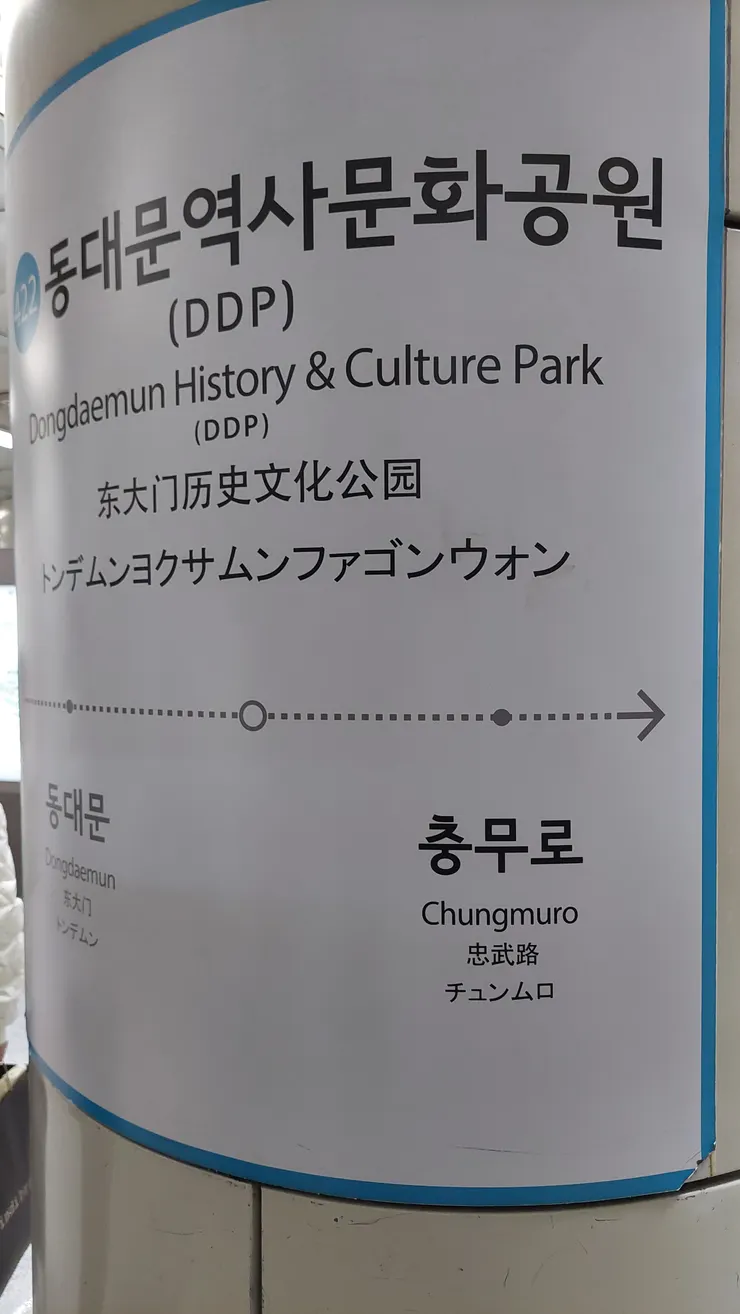 422 동대문역사문화공원
(DDP)
Dongdaemun History & Culture Park
(DDP)
东大门历史文化公园
トンデムンヨクサムンファゴンウォン
동대문
Dongdaemun
东大门
トンデムン
충무로
Chungmuro
忠武路
チュンムロ